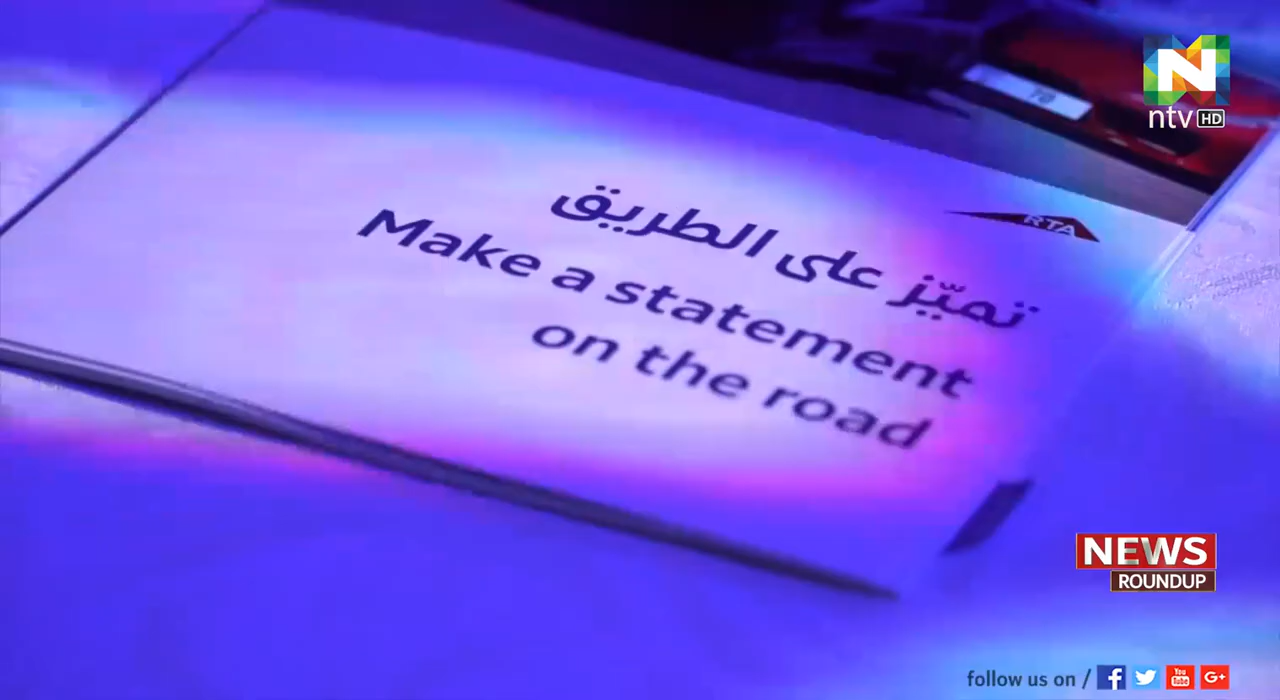 ntv HD
RTA
تميّز على الطريق
Make a statement
on the road
NEWS
ROUNDUP
follow us on /